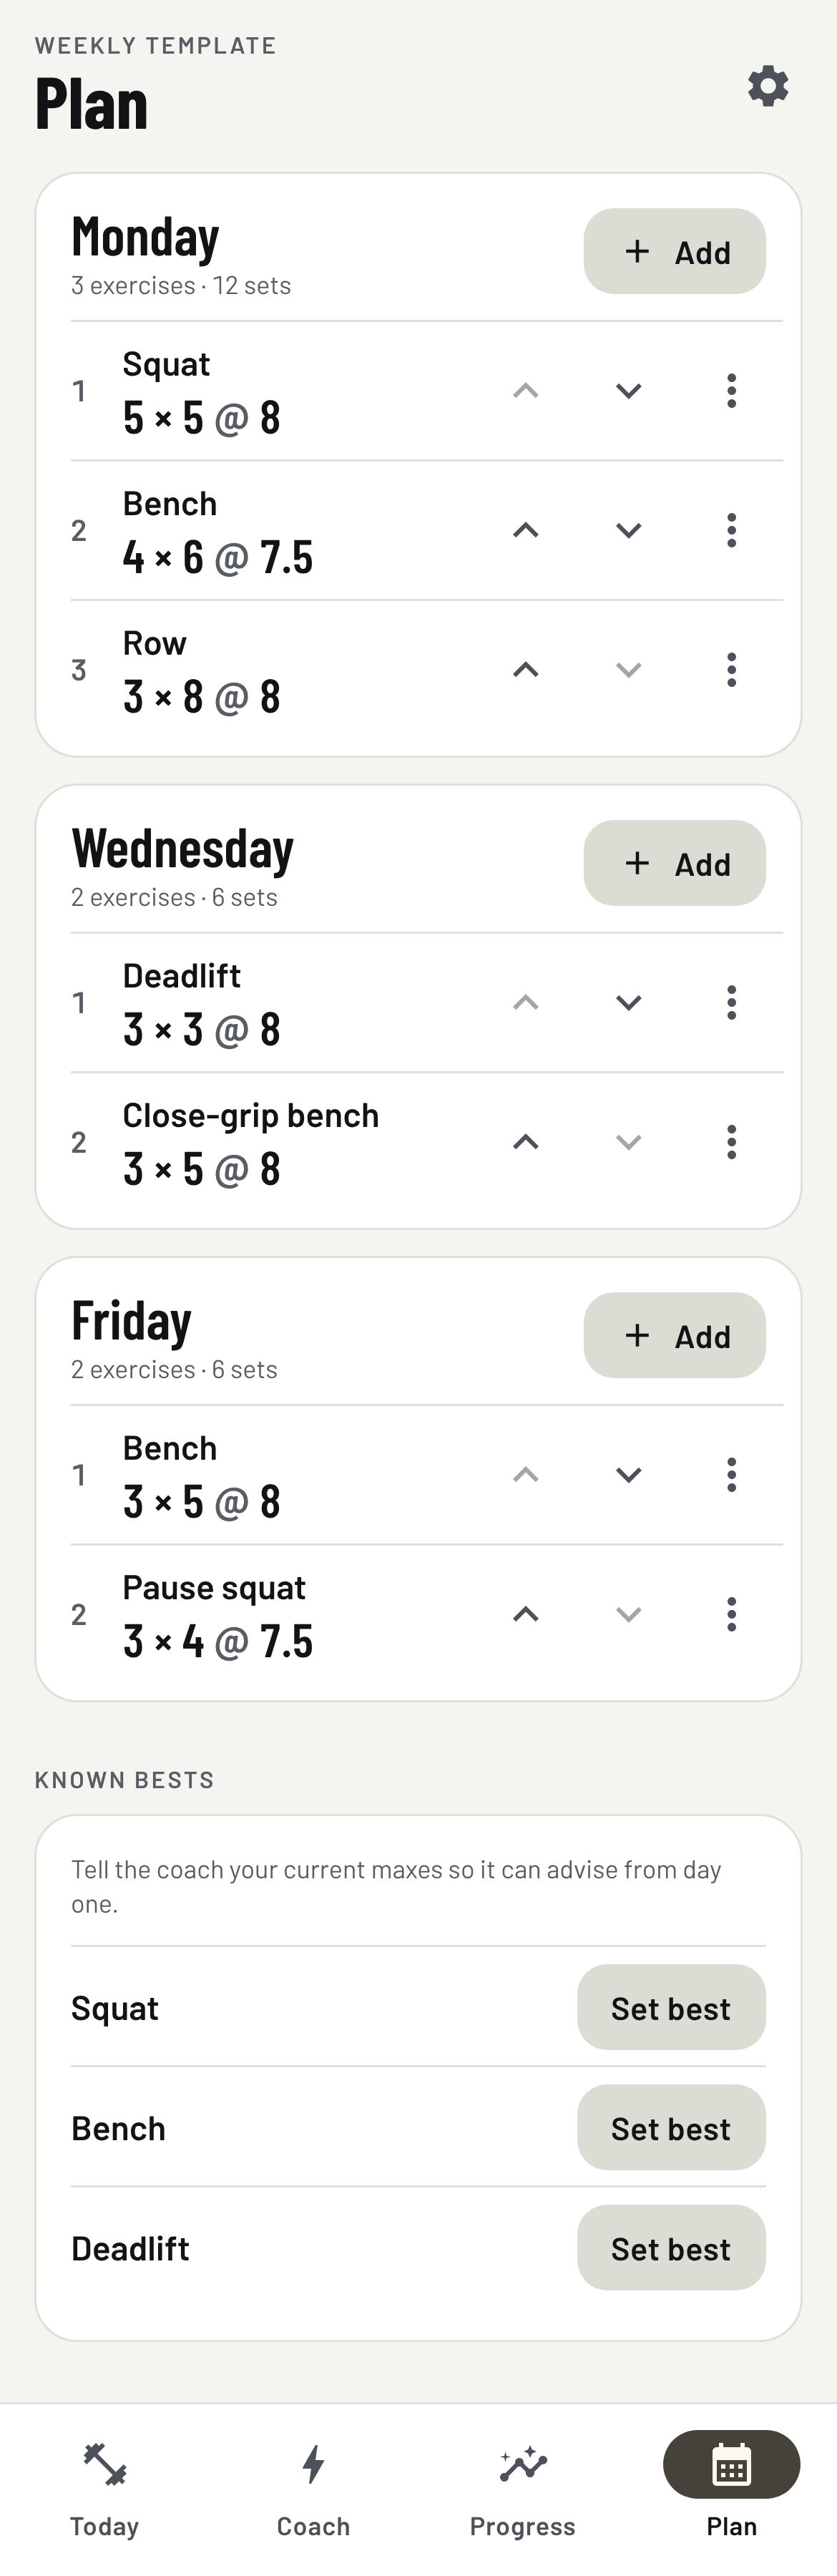 WEEKLY TEMPLATE
Plan
Monday
3 exercises · 12 sets
+ Add
1
Squat
5 × 5 @ 8
2
Bench
4 × 6 @ 7.5
3
Row
3 × 8 @ 8
Wednesday
2 exercises · 6 sets
+ Add
1
Deadlift
3 × 3 @ 8
2
Close-grip bench
3 × 5 @ 8
Friday
2 exercises · 6 sets
+ Add
1
Bench
3 × 5 @ 8
2
Pause squat
3 × 4 @ 7.5
KNOWN BESTS
Tell the coach your current maxes so it can advise from day
one.
Squat
Set best
Bench
Set best
Deadlift
Set best
Today
Coach
Progress
Plan